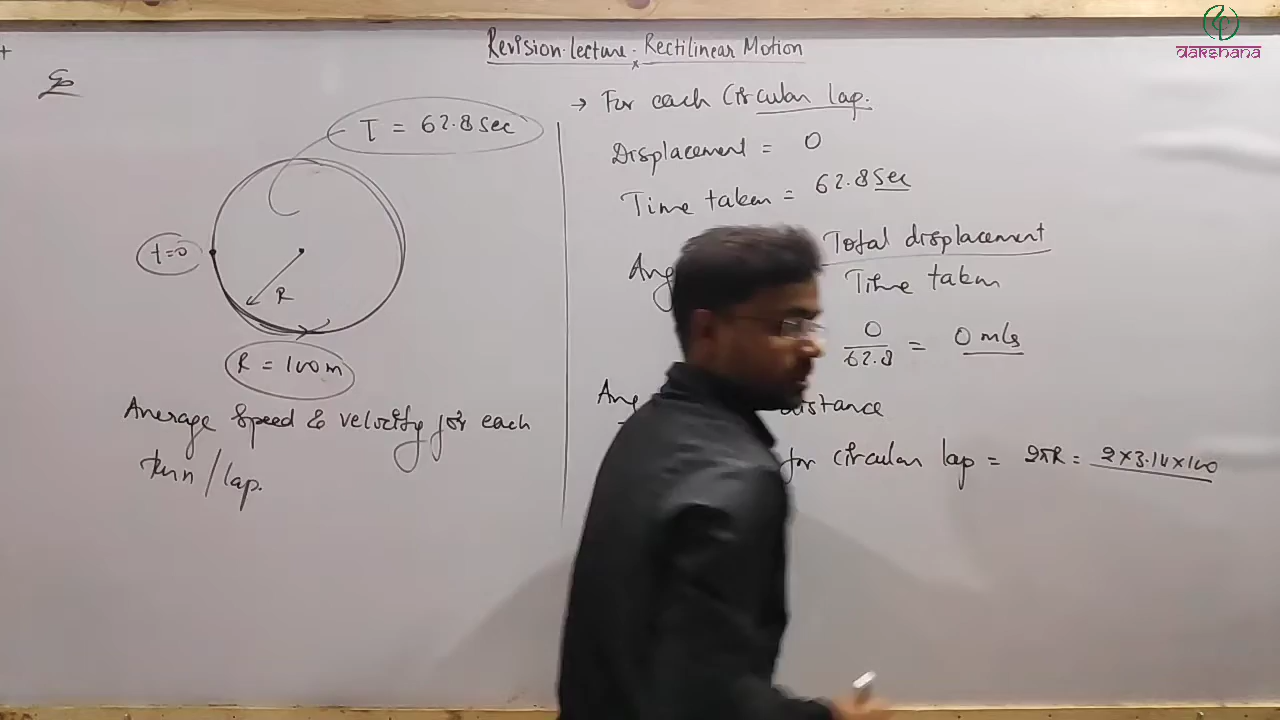 dakshana
Revision lecture. Rectilinear Motion
+
T = 62.8 sec
t=0
R
R = 100m
Average speed & velocity for each
turn / lap.
→ For each Circular lap.
Displacement = 0
Time taken = 62.8 sec
Total displacement
Time taken
0
62.8
= 0 m/s
distance
for circular lap = 2πR = 2×3.14×100